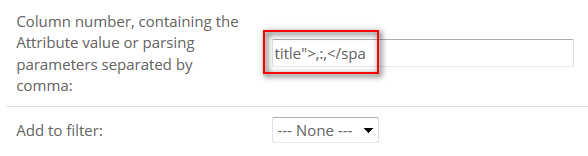 Column number, containing the
Attribute value or parsing
parameters separated by
comma:
title">,:,</spa
Add to filter:
--- None ---